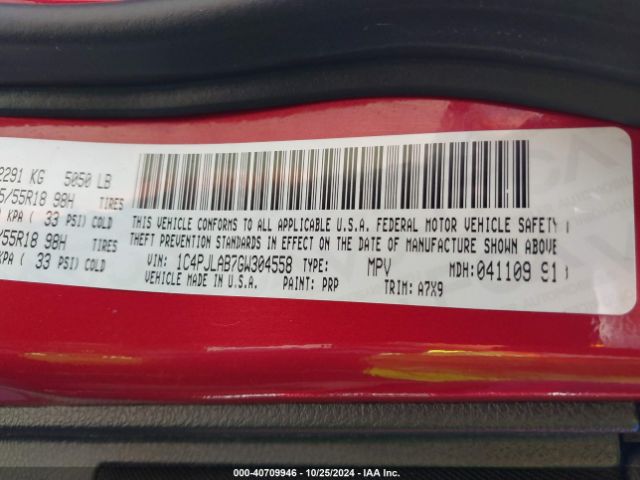 2291 KG 5050 LB
5/55R18 98H TIRES
KPA ( 33 PSI) COLD
55R18 98H TIRES
KPA ( 33 PSI) COLD
THIS VEHICLE CONFORMS TO ALL APPLICABLE U.S.A. FEDERAL MOTOR VEHICLE SAFETY
THEFT PREVENTION STANDARDS IN EFFECT ON THE DATE OF MANUFACTURE SHOWN ABOVE
VIN: 1C4PJLAB7GW304558 TYPE: MPV MDH: 041109 91
VEHICLE MADE IN U.S.A. PAINT: PRP TRIM: A7X9
000-40709946 - 10/25/2024 - IAA Inc.